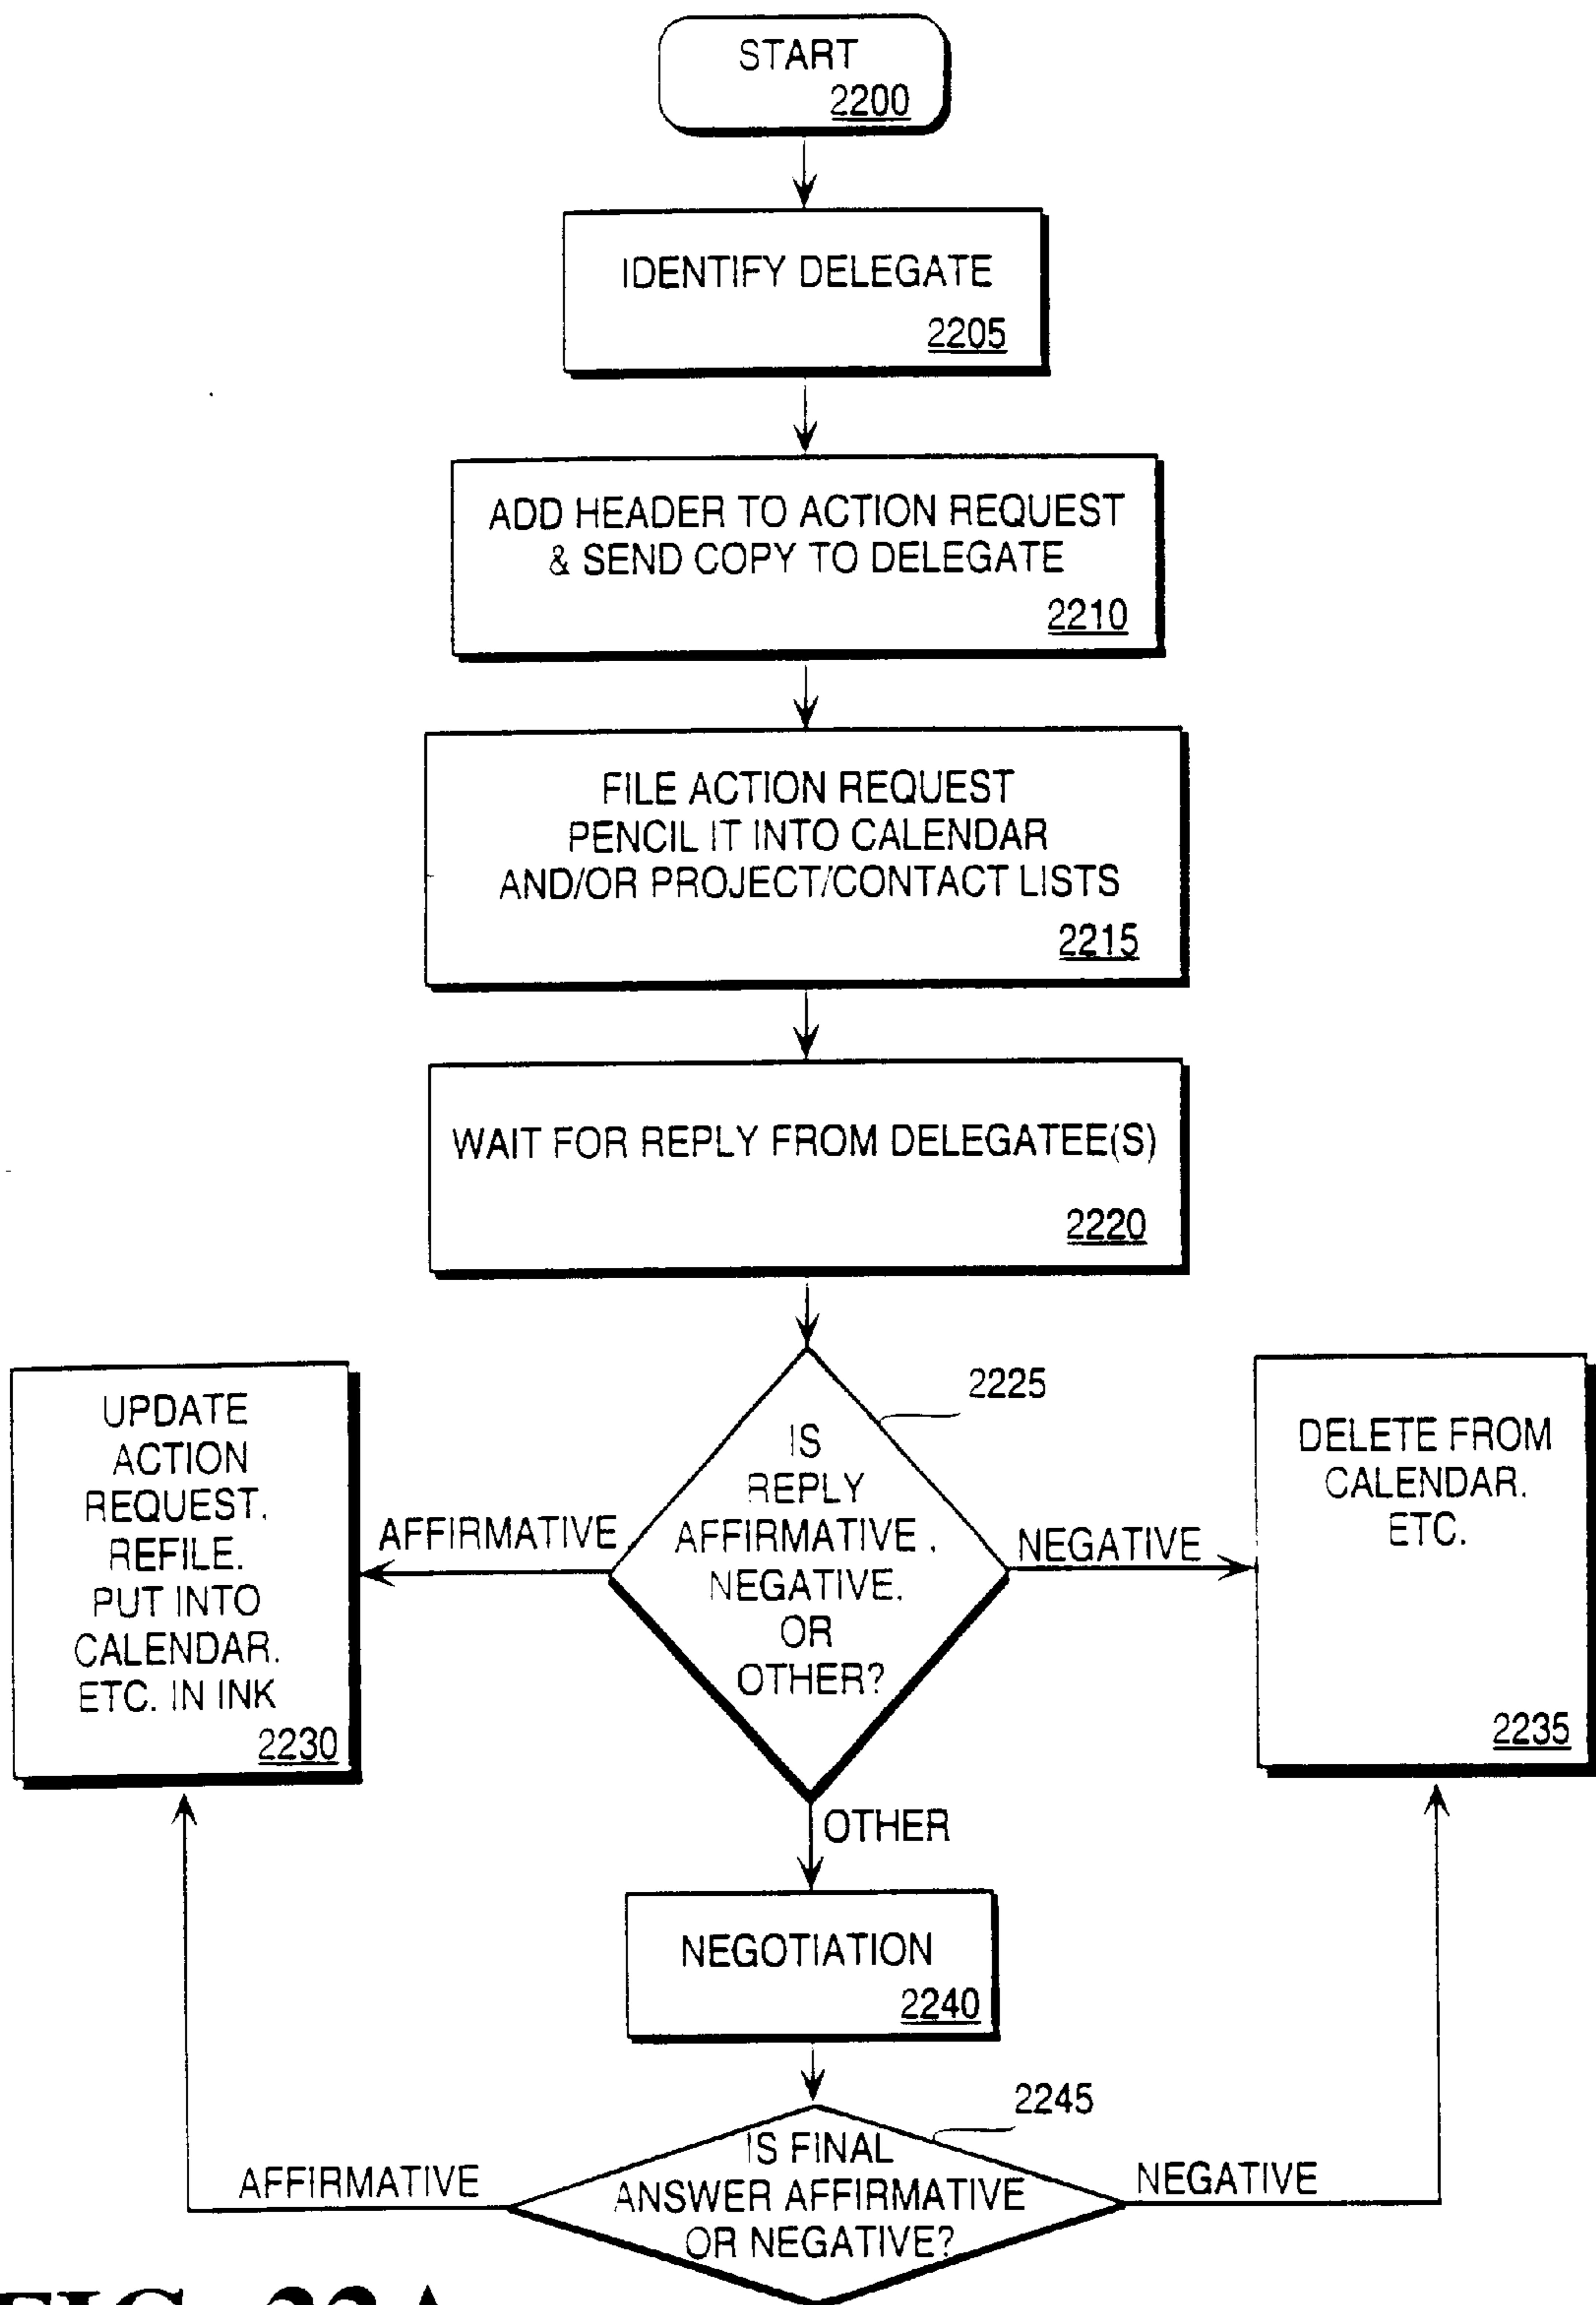 START
2200
IDENTIFY DELEGATE
2205
ADD HEADER TO ACTION REQUEST
& SEND COPY TO DELEGATE
2210
FILE ACTION REQUEST
PENCIL IT INTO CALENDAR
AND/OR PROJECT/CONTACT LISTS
2215
WAIT FOR REPLY FROM DELEGATEE(S)
2220
2225
IS
REPLY
AFFIRMATIVE,
NEGATIVE,
OR
OTHER?
AFFIRMATIVE
NEGATIVE
OTHER
UPDATE
ACTION
REQUEST,
REFILE,
PUT INTO
CALENDAR,
ETC. IN INK
2230
DELETE FROM
CALENDAR,
ETC.
2235
NEGOTIATION
2240
2245
IS FINAL
ANSWER AFFIRMATIVE
OR NEGATIVE?
AFFIRMATIVE
NEGATIVE
FIG. 22A